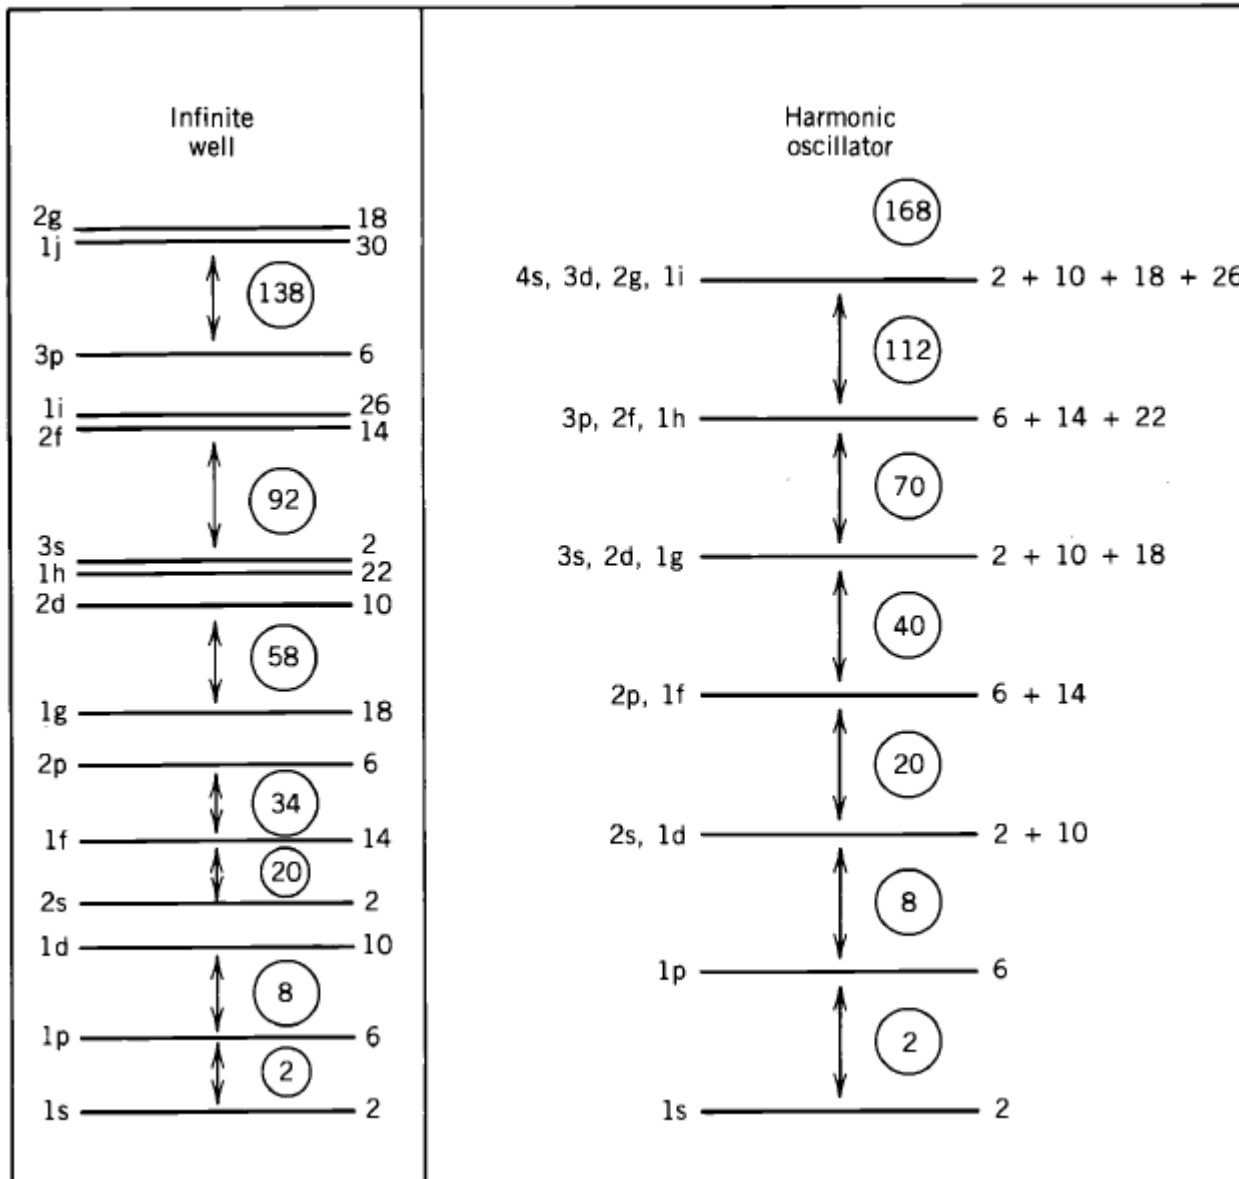 Infinite
well
2g 18
1j 30
138
3p 6
1i 26
2f 14
92
3s 2
1h 22
2d 10
58
1g 18
2p 6
34
1f 14
20
2s 2
1d 10
8
1p 6
2
1s 2
Harmonic
oscillator
168
4s, 3d, 2g, 1i 2 + 10 + 18 + 26
112
3p, 2f, 1h 6 + 14 + 22
70
3s, 2d, 1g 2 + 10 + 18
40
2p, 1f 6 + 14
20
2s, 1d 2 + 10
8
1p 6
2
1s 2